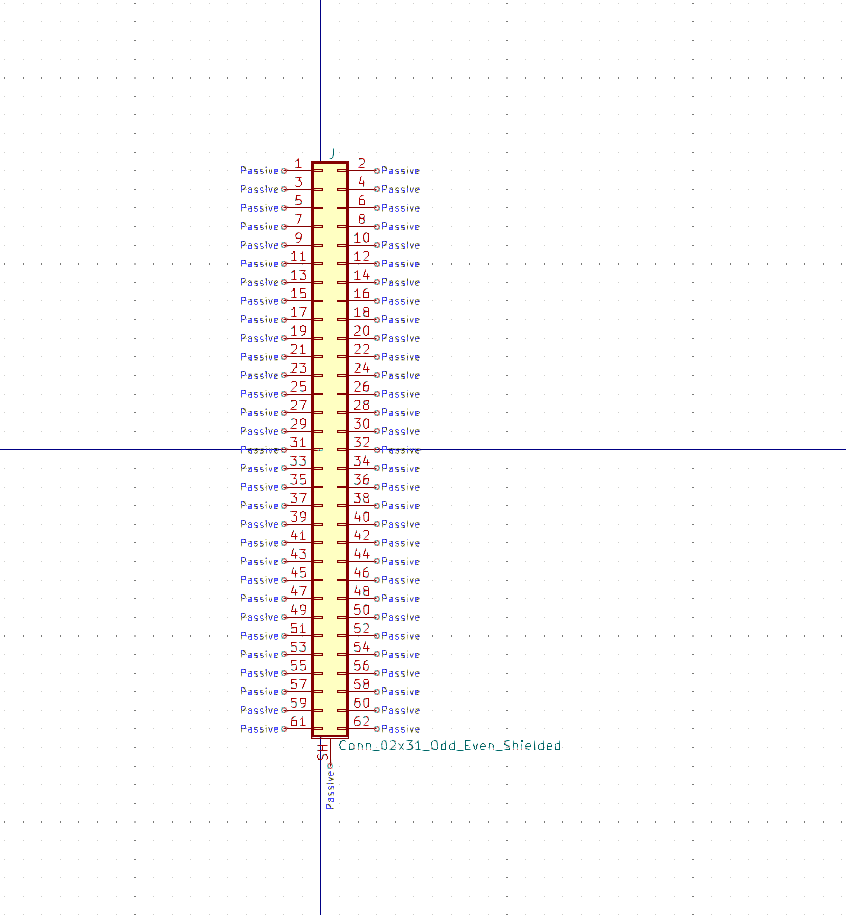 J
Passive 1 2 Passive
Passive 3 4 Passive
Passive 5 6 Passive
Passive 7 8 Passive
Passive 9 10 Passive
Passive 11 12 Passive
Passive 13 14 Passive
Passive 15 16 Passive
Passive 17 18 Passive
Passive 19 20 Passive
Passive 21 22 Passive
Passive 23 24 Passive
Passive 25 26 Passive
Passive 27 28 Passive
Passive 29 30 Passive
Passive 31 32 Passive
Passive 33 34 Passive
Passive 35 36 Passive
Passive 37 38 Passive
Passive 39 40 Passive
Passive 41 42 Passive
Passive 43 44 Passive
Passive 45 46 Passive
Passive 47 48 Passive
Passive 49 50 Passive
Passive 51 52 Passive
Passive 53 54 Passive
Passive 55 56 Passive
Passive 57 58 Passive
Passive 59 60 Passive
Passive 61 62 Passive
SH
Conn_02x31_Odd_Even_Shielded
Passive